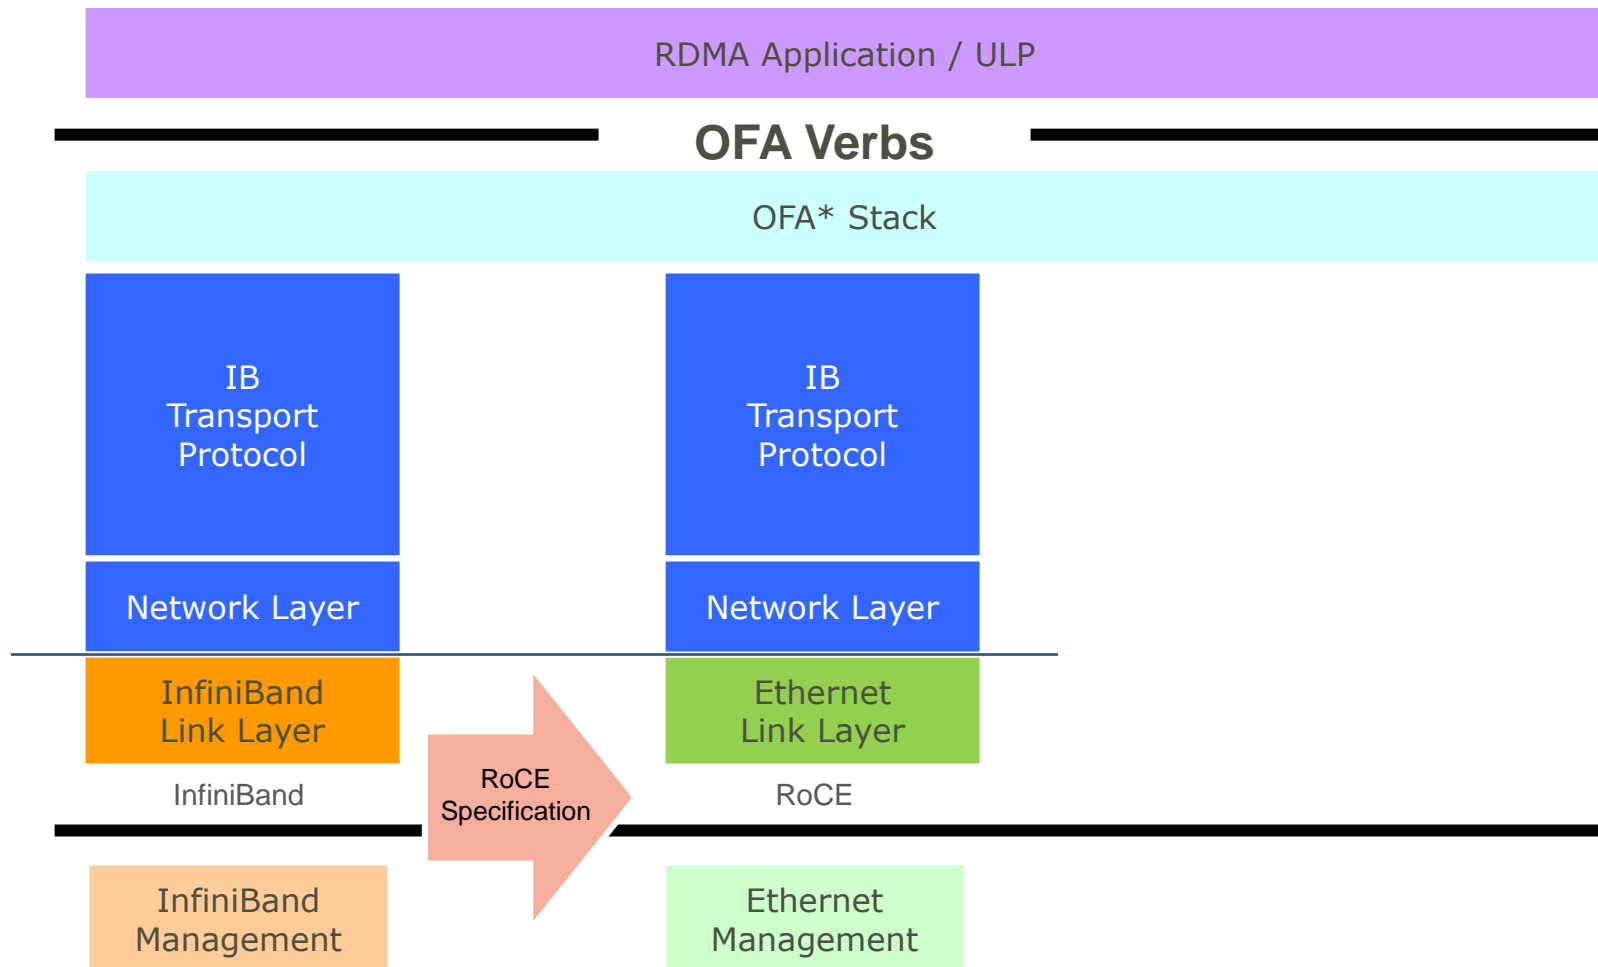 RDMA Application / ULP
OFA Verbs
OFA* Stack
IB
Transport
Protocol
IB
Transport
Protocol
Network Layer
Network Layer
InfiniBand
Link Layer
Ethernet
Link Layer
InfiniBand
RoCE
Specification
RoCE
InfiniBand
Management
Ethernet
Management